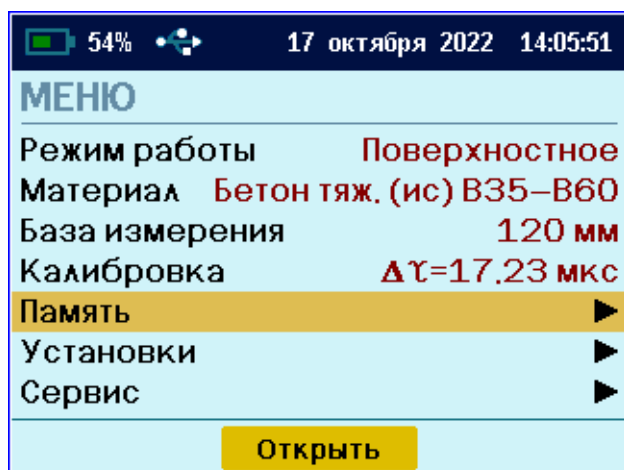 54% 17 октября 2022 14:05:51
МЕНЮ
Режим работы Поверхностное
Материал Бетон тяж. (ис) В35–В60
База измерения 120 мм
Калибровка Δτ=17.23 мкс
Память
Установки
Сервис
Открыть